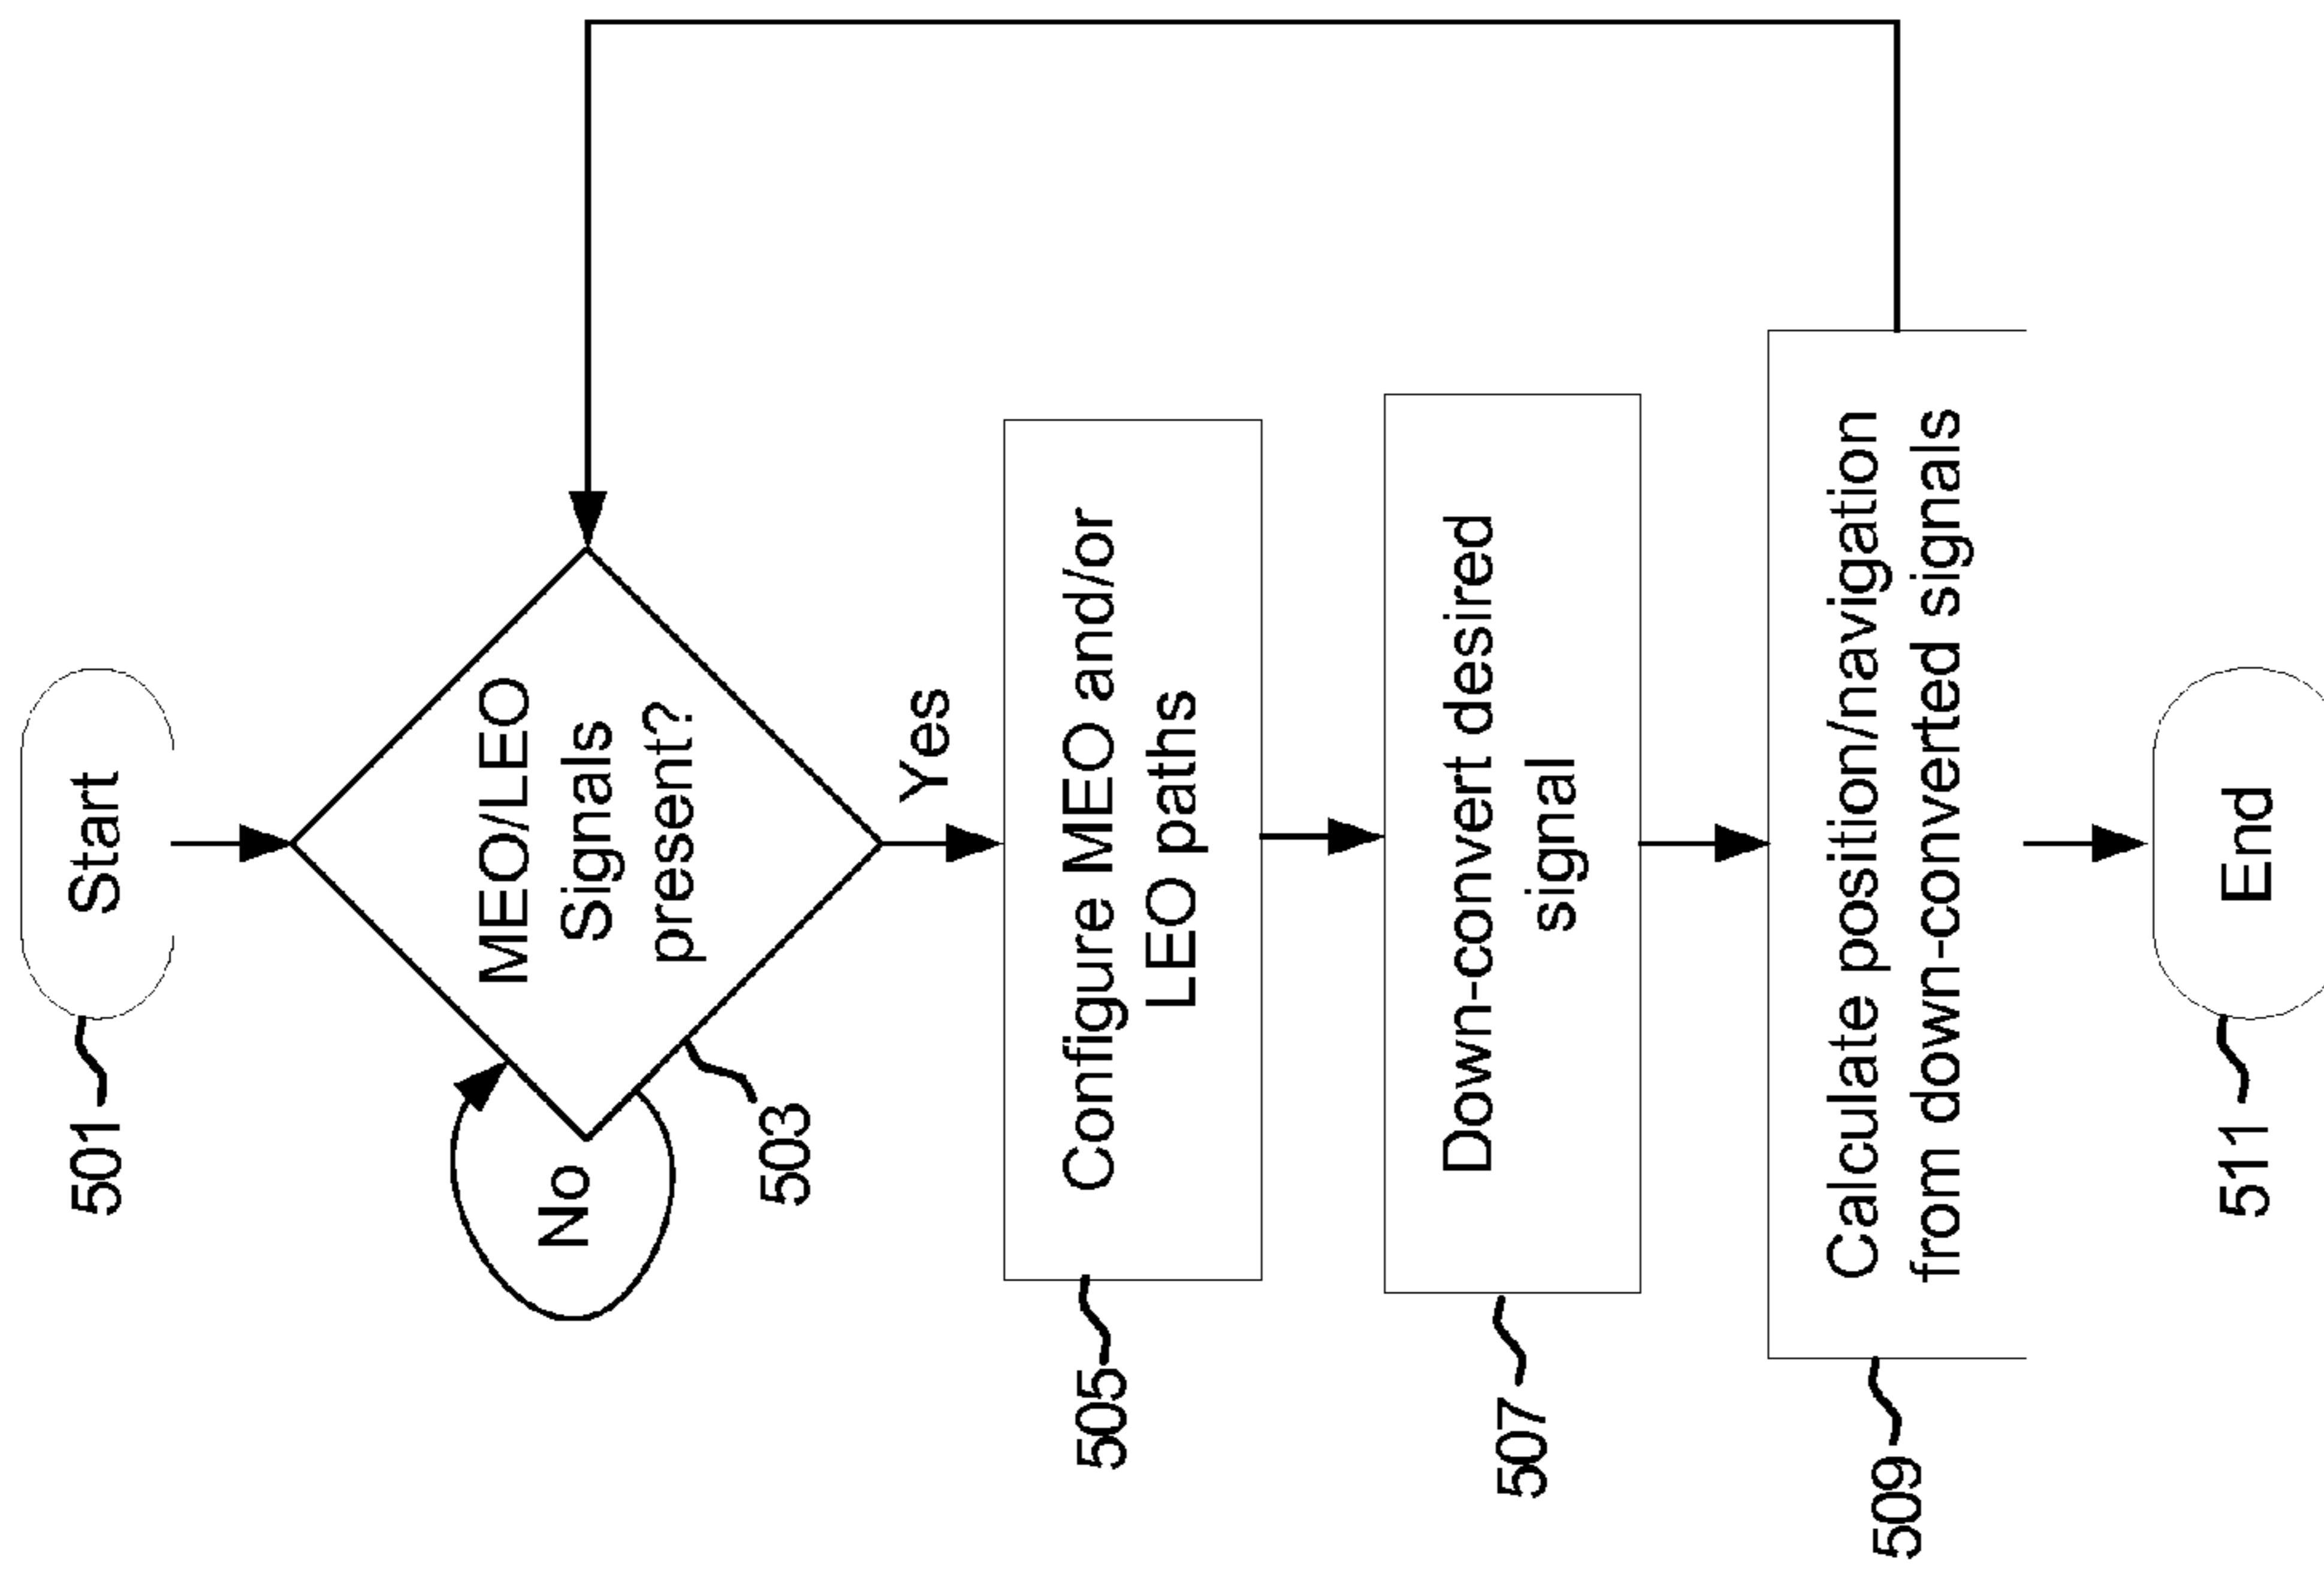 501
Start
MEO/LEO
Signals
present?
No
503
Yes
505
Configure MEO and/or
LEO paths
507
Down-convert desired
signal
509
Calculate position/navigation
from down-converted signals
511
End